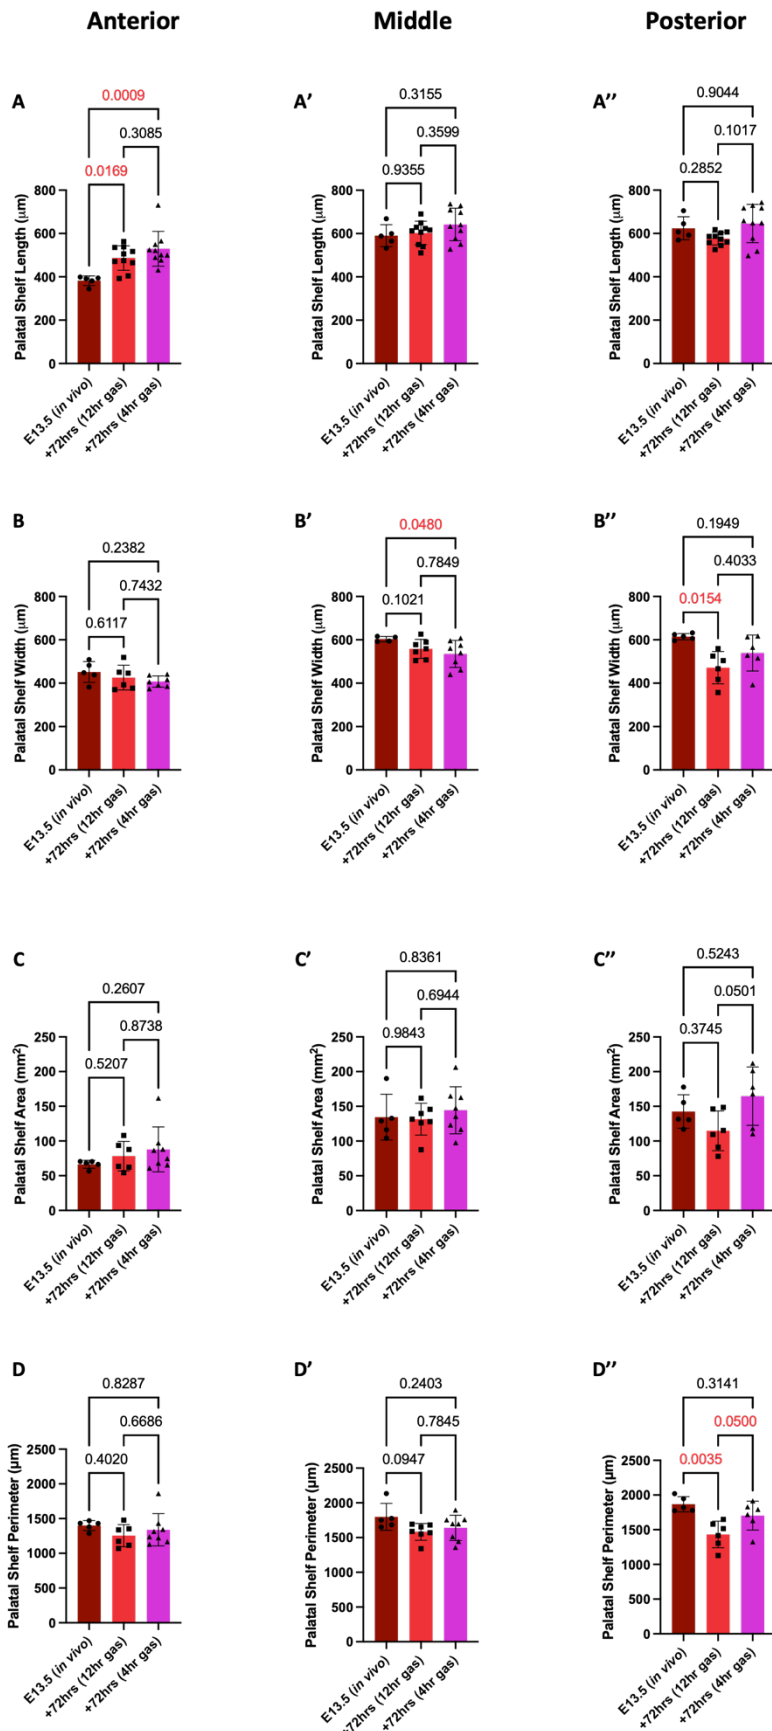 Anterior Middle Posterior
A A' A''
0.0009 0.3155 0.9044
0.3085 0.3599 0.1017
0.0169 0.9355 0.2852
Palatal Shelf Length (μm) Palatal Shelf Length (μm) Palatal Shelf Length (μm)
800 800 800
600 600 600
400 400 400
200 200 200
0 0 0
E13.5 (in vivo) E13.5 (in vivo) E13.5 (in vivo)
+72hrs (12hr gas) +72hrs (12hr gas) +72hrs (12hr gas)
+72hrs (4hr gas) +72hrs (4hr gas) +72hrs (4hr gas)
B B' B''
0.2382 0.0480 0.1949
0.7432 0.7849 0.4033
0.6117 0.1021 0.0154
Palatal Shelf Width (μm) Palatal Shelf Width (μm) Palatal Shelf Width (μm)
800 800 800
600 600 600
400 400 400
200 200 200
0 0 0
E13.5 (in vivo) E13.5 (in vivo) E13.5 (in vivo)
+72hrs (12hr gas) +72hrs (12hr gas) +72hrs (12hr gas)
+72hrs (4hr gas) +72hrs (4hr gas) +72hrs (4hr gas)
C C' C''
0.2607 0.8361 0.5243
0.8738 0.6944 0.0501
0.5207 0.9843 0.3745
Palatal Shelf Area (mm²) Palatal Shelf Area (mm²) Palatal Shelf Area (mm²)
250 250 250
200 200 200
150 150 150
100 100 100
50 50 50
0 0 0
E13.5 (in vivo) E13.5 (in vivo) E13.5 (in vivo)
+72hrs (12hr gas) +72hrs (12hr gas) +72hrs (12hr gas)
+72hrs (4hr gas) +72hrs (4hr gas) +72hrs (4hr gas)
D D' D''
0.8287 0.2403 0.3141
0.6686 0.7845 0.0500
0.4020 0.0947 0.0035
Palatal Shelf Perimeter (μm) Palatal Shelf Perimeter (μm) Palatal Shelf Perimeter (μm)
2500 2500 2500
2000 2000 2000
1500 1500 1500
1000 1000 1000
500 500 500
0 0 0
E13.5 (in vivo) E13.5 (in vivo) E13.5 (in vivo)
+72hrs (12hr gas) +72hrs (12hr gas) +72hrs (12hr gas)
+72hrs (4hr gas) +72hrs (4hr gas) +72hrs (4hr gas)